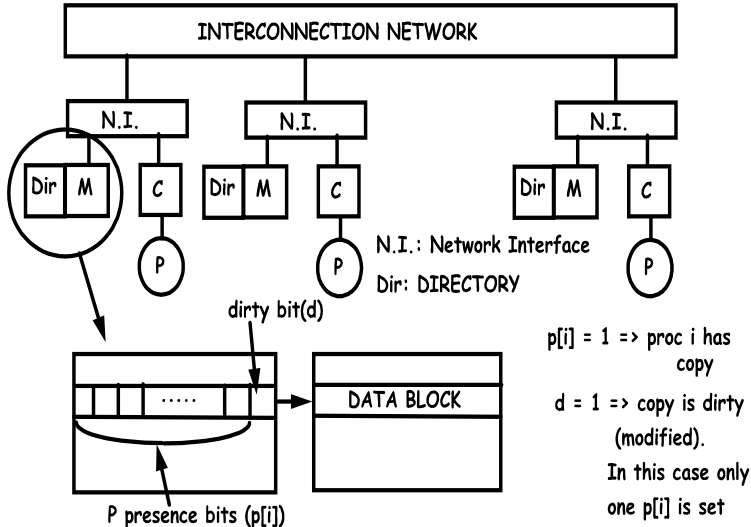 INTERCONNECTION NETWORK
N.I.
N.I.
N.I.
Dir M C
Dir M C
Dir M C
P
P
P
N.I.: Network Interface
Dir: DIRECTORY
dirty bit(d)
p[i] = 1 => proc i has
copy
.....
DATA BLOCK
d = 1 => copy is dirty
(modified).
In this case only
one p[i] is set
P presence bits (p[i])